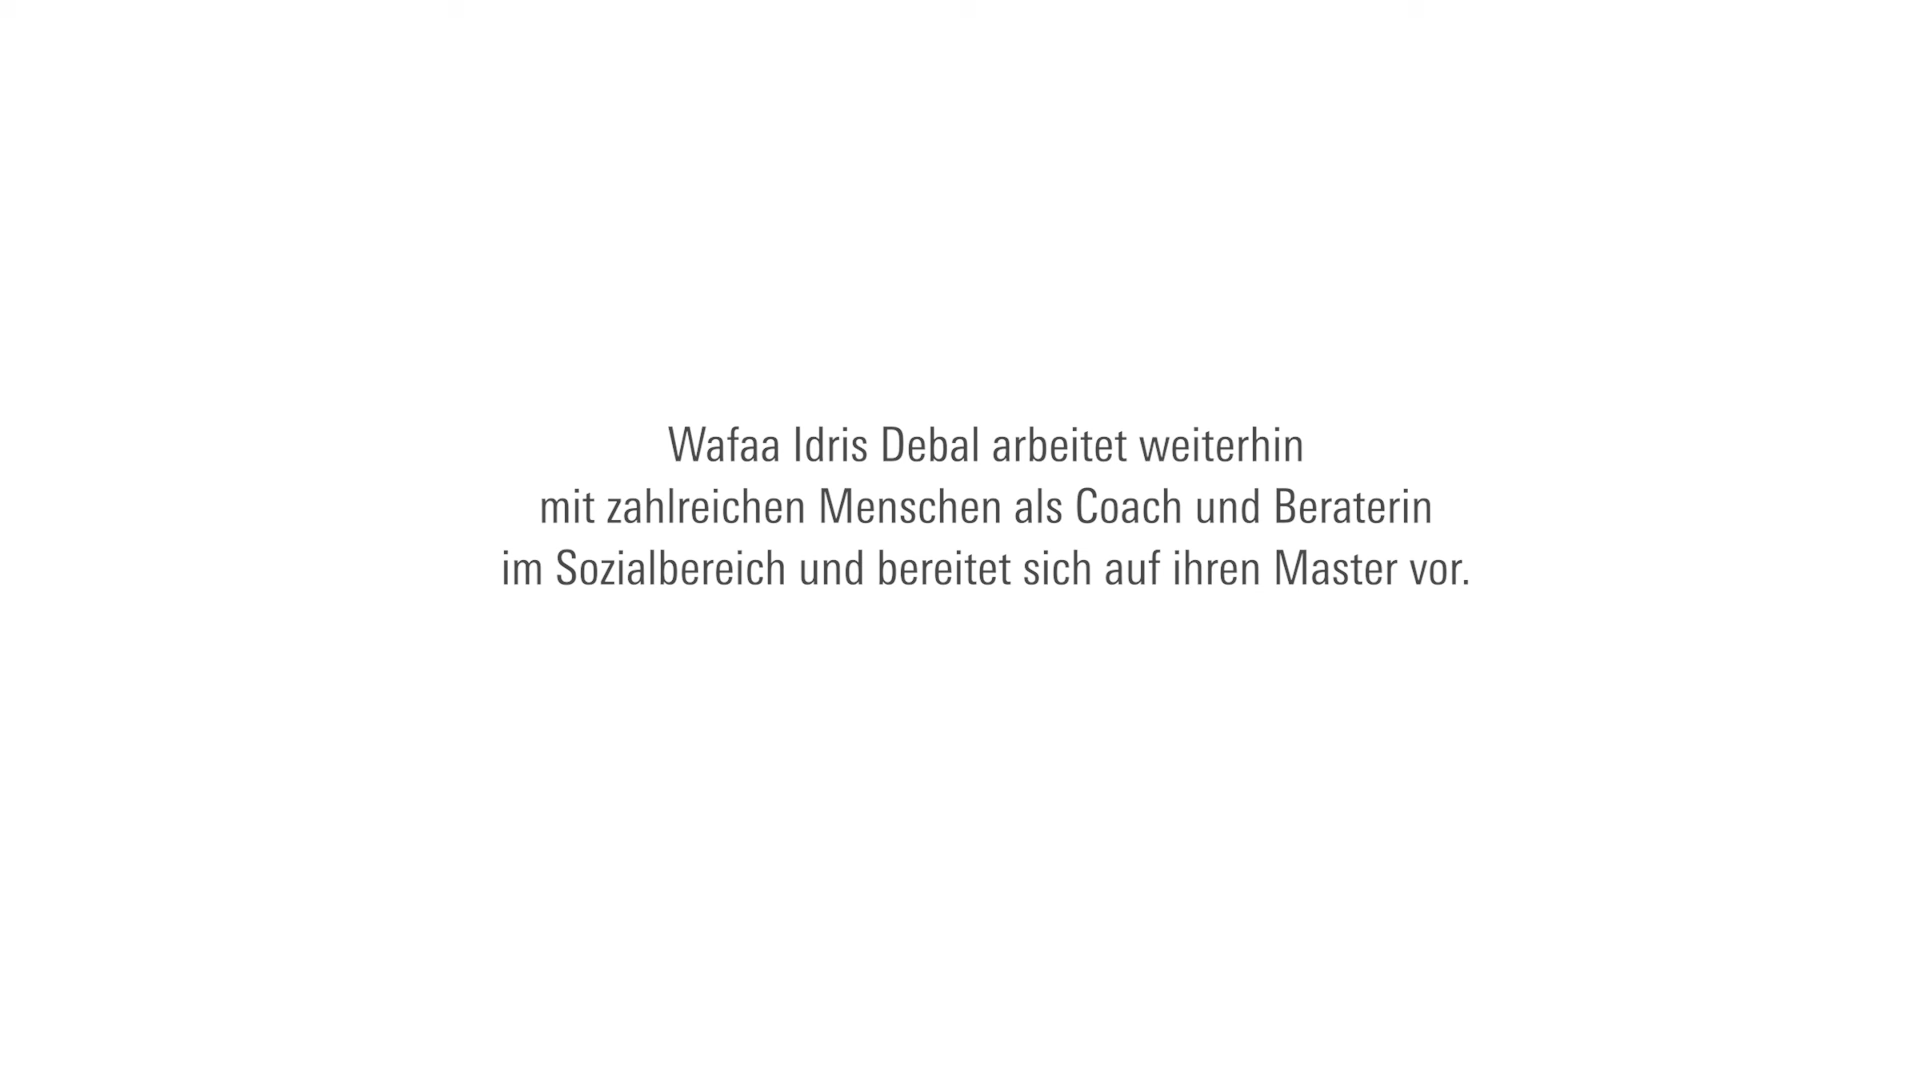 Wafaa Idris Debal arbeitet weiterhin
mit zahlreichen Menschen als Coach und Beraterin
im Sozialbereich und bereitet sich auf ihren Master vor.